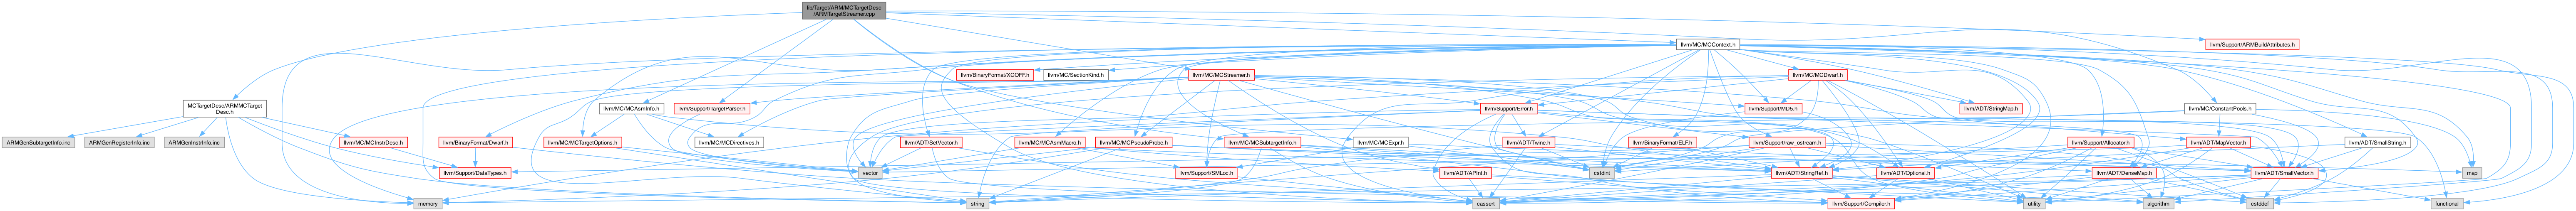 lib/Target/ARM/MCTargetDesc
/ARMTargetStreamer.cpp
llvm/MC/MCContext.h
llvm/Support/ARMBuildAttributes.h
llvm/BinaryFormat/XCOFF.h
llvm/MC/SectionKind.h
llvm/MC/MCStreamer.h
llvm/MC/MCDwarf.h
MCTargetDesc/ARMMCTarget
Desc.h
llvm/MC/MCAsmInfo.h
llvm/Support/TargetParser.h
llvm/Support/Error.h
llvm/Support/MD5.h
llvm/ADT/StringMap.h
llvm/MC/ConstantPools.h
ARMGenSubtargetInfo.inc
ARMGenRegisterInfo.inc
ARMGenInstrInfo.inc
llvm/MC/MCInstrDesc.h
llvm/BinaryFormat/Dwarf.h
llvm/MC/MCTargetOptions.h
llvm/MC/MCDirectives.h
llvm/ADT/SetVector.h
llvm/MC/MCAsmMacro.h
llvm/MC/MCPseudoProbe.h
llvm/MC/MCSubtargetInfo.h
llvm/MC/MCExpr.h
llvm/ADT/Twine.h
llvm/BinaryFormat/ELF.h
llvm/Support/raw_ostream.h
llvm/Support/Allocator.h
llvm/ADT/MapVector.h
llvm/ADT/SmallString.h
llvm/Support/DataTypes.h
vector
llvm/Support/SMLoc.h
llvm/ADT/APInt.h
cstdint
llvm/ADT/StringRef.h
llvm/ADT/Optional.h
llvm/ADT/DenseMap.h
llvm/ADT/SmallVector.h
map
memory
string
cassert
llvm/Support/Compiler.h
utility
algorithm
cstddef
functional